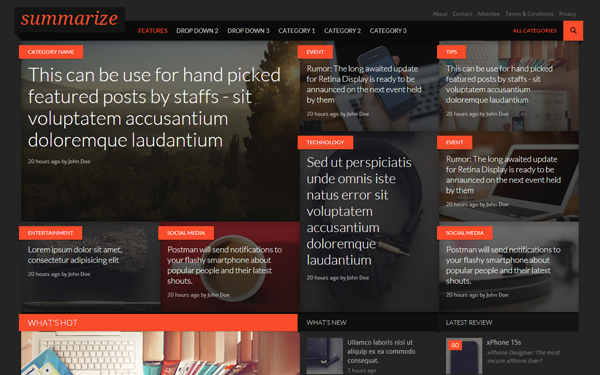 summarize
About Contact Advertise Terms & Conditions Privacy
FEATURES DROP DOWN 2 DROP DOWN 3 CATEGORY 1 CATEGORY 2 CATEGORY 3 ALL CATEGORIES
CATEGORY NAME
This can be use for hand picked
featured posts by staffs - sit
voluptatem accusantium
doloremque laudantium
20 hours ago by John Doe
EVENT
Rumor: The long awaited update
for Retina Display is ready to be
annaunced on the next event held
by them
20 hours ago by John Doe
TIPS
This can be use for hand picked
featured posts by staffs - sit
voluptatem accusantium
doloremque laudantium
20 hours ago by John Doe
TECHNOLOGY
Sed ut perspiciatis
unde omnis iste
natus error sit
voluptatem
accusantium
doloremque
laudantium
20 hours ago by John Doe
EVENT
Rumor: The long awaited update
for Retina Display is ready to be
annaunced on the next event held
by them
20 hours ago by John Doe
ENTERTAINMENT
Lorem ipsum dolor sit amet,
consectetur adipisicing elit
20 hours ago by John Doe
SOCIAL MEDIA
Postman will send notifications to
your flashy smartphone about
popular people and their latest
shouts.
20 hours ago by John Doe
SOCIAL MEDIA
Postman will send notifications to
your flashy smartphone about
popular people and their latest
shouts.
20 hours ago by John Doe
WHAT'S HOT
WHAT'S NEW
Ullamco laboris nisi ut
aliquip ex ea commodo
consequat.
3 hours ago
LATEST REVIEW
80
xPhone 15s
xPhone Designer: The most
secure xPhone Ever?